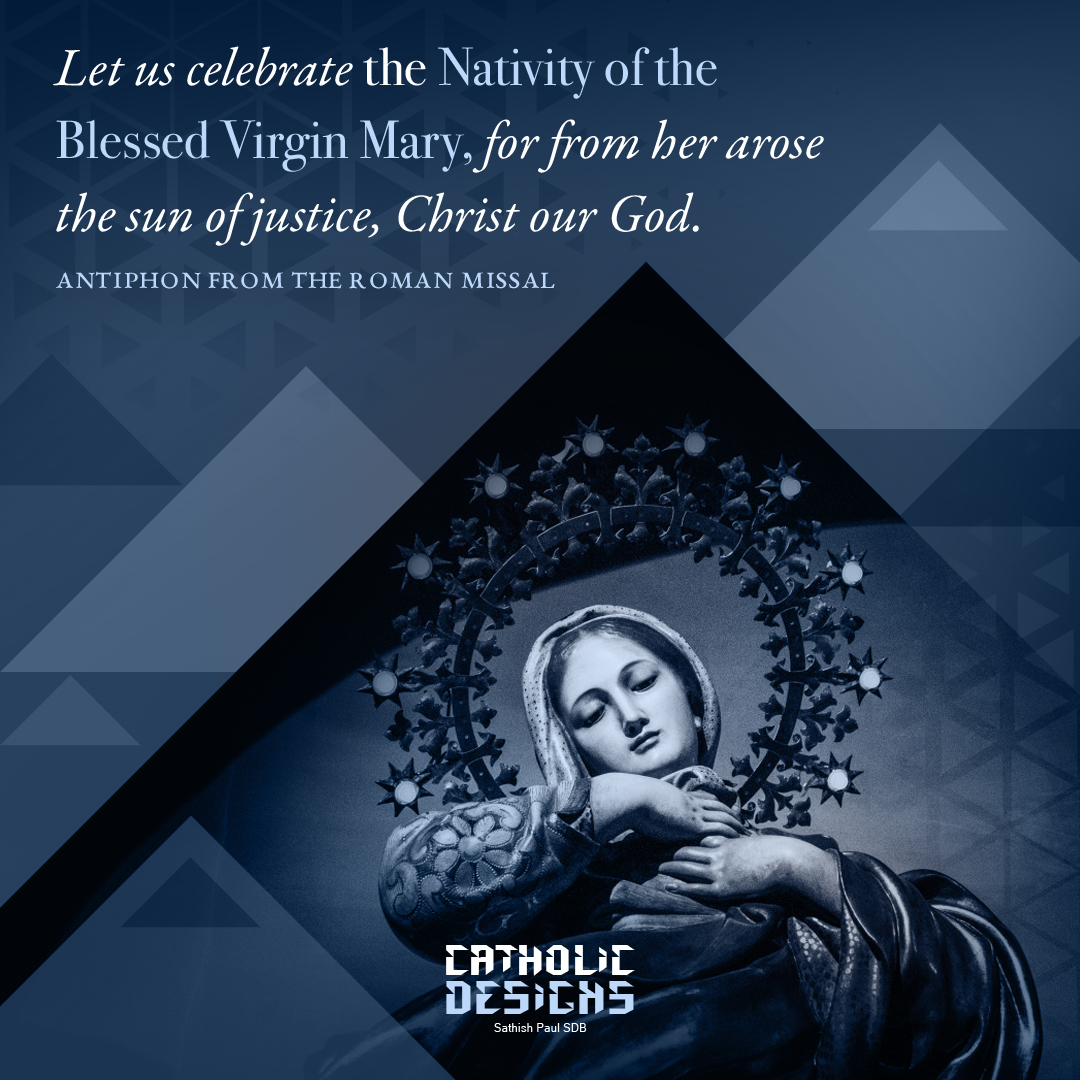 Let us celebrate the Nativity of the
Blessed Virgin Mary, for from her arose
the sun of justice, Christ our God.
ANTIPHON FROM THE ROMAN MISSAL
CATHOLIC
DESIGNS
Sathish Paul SDB